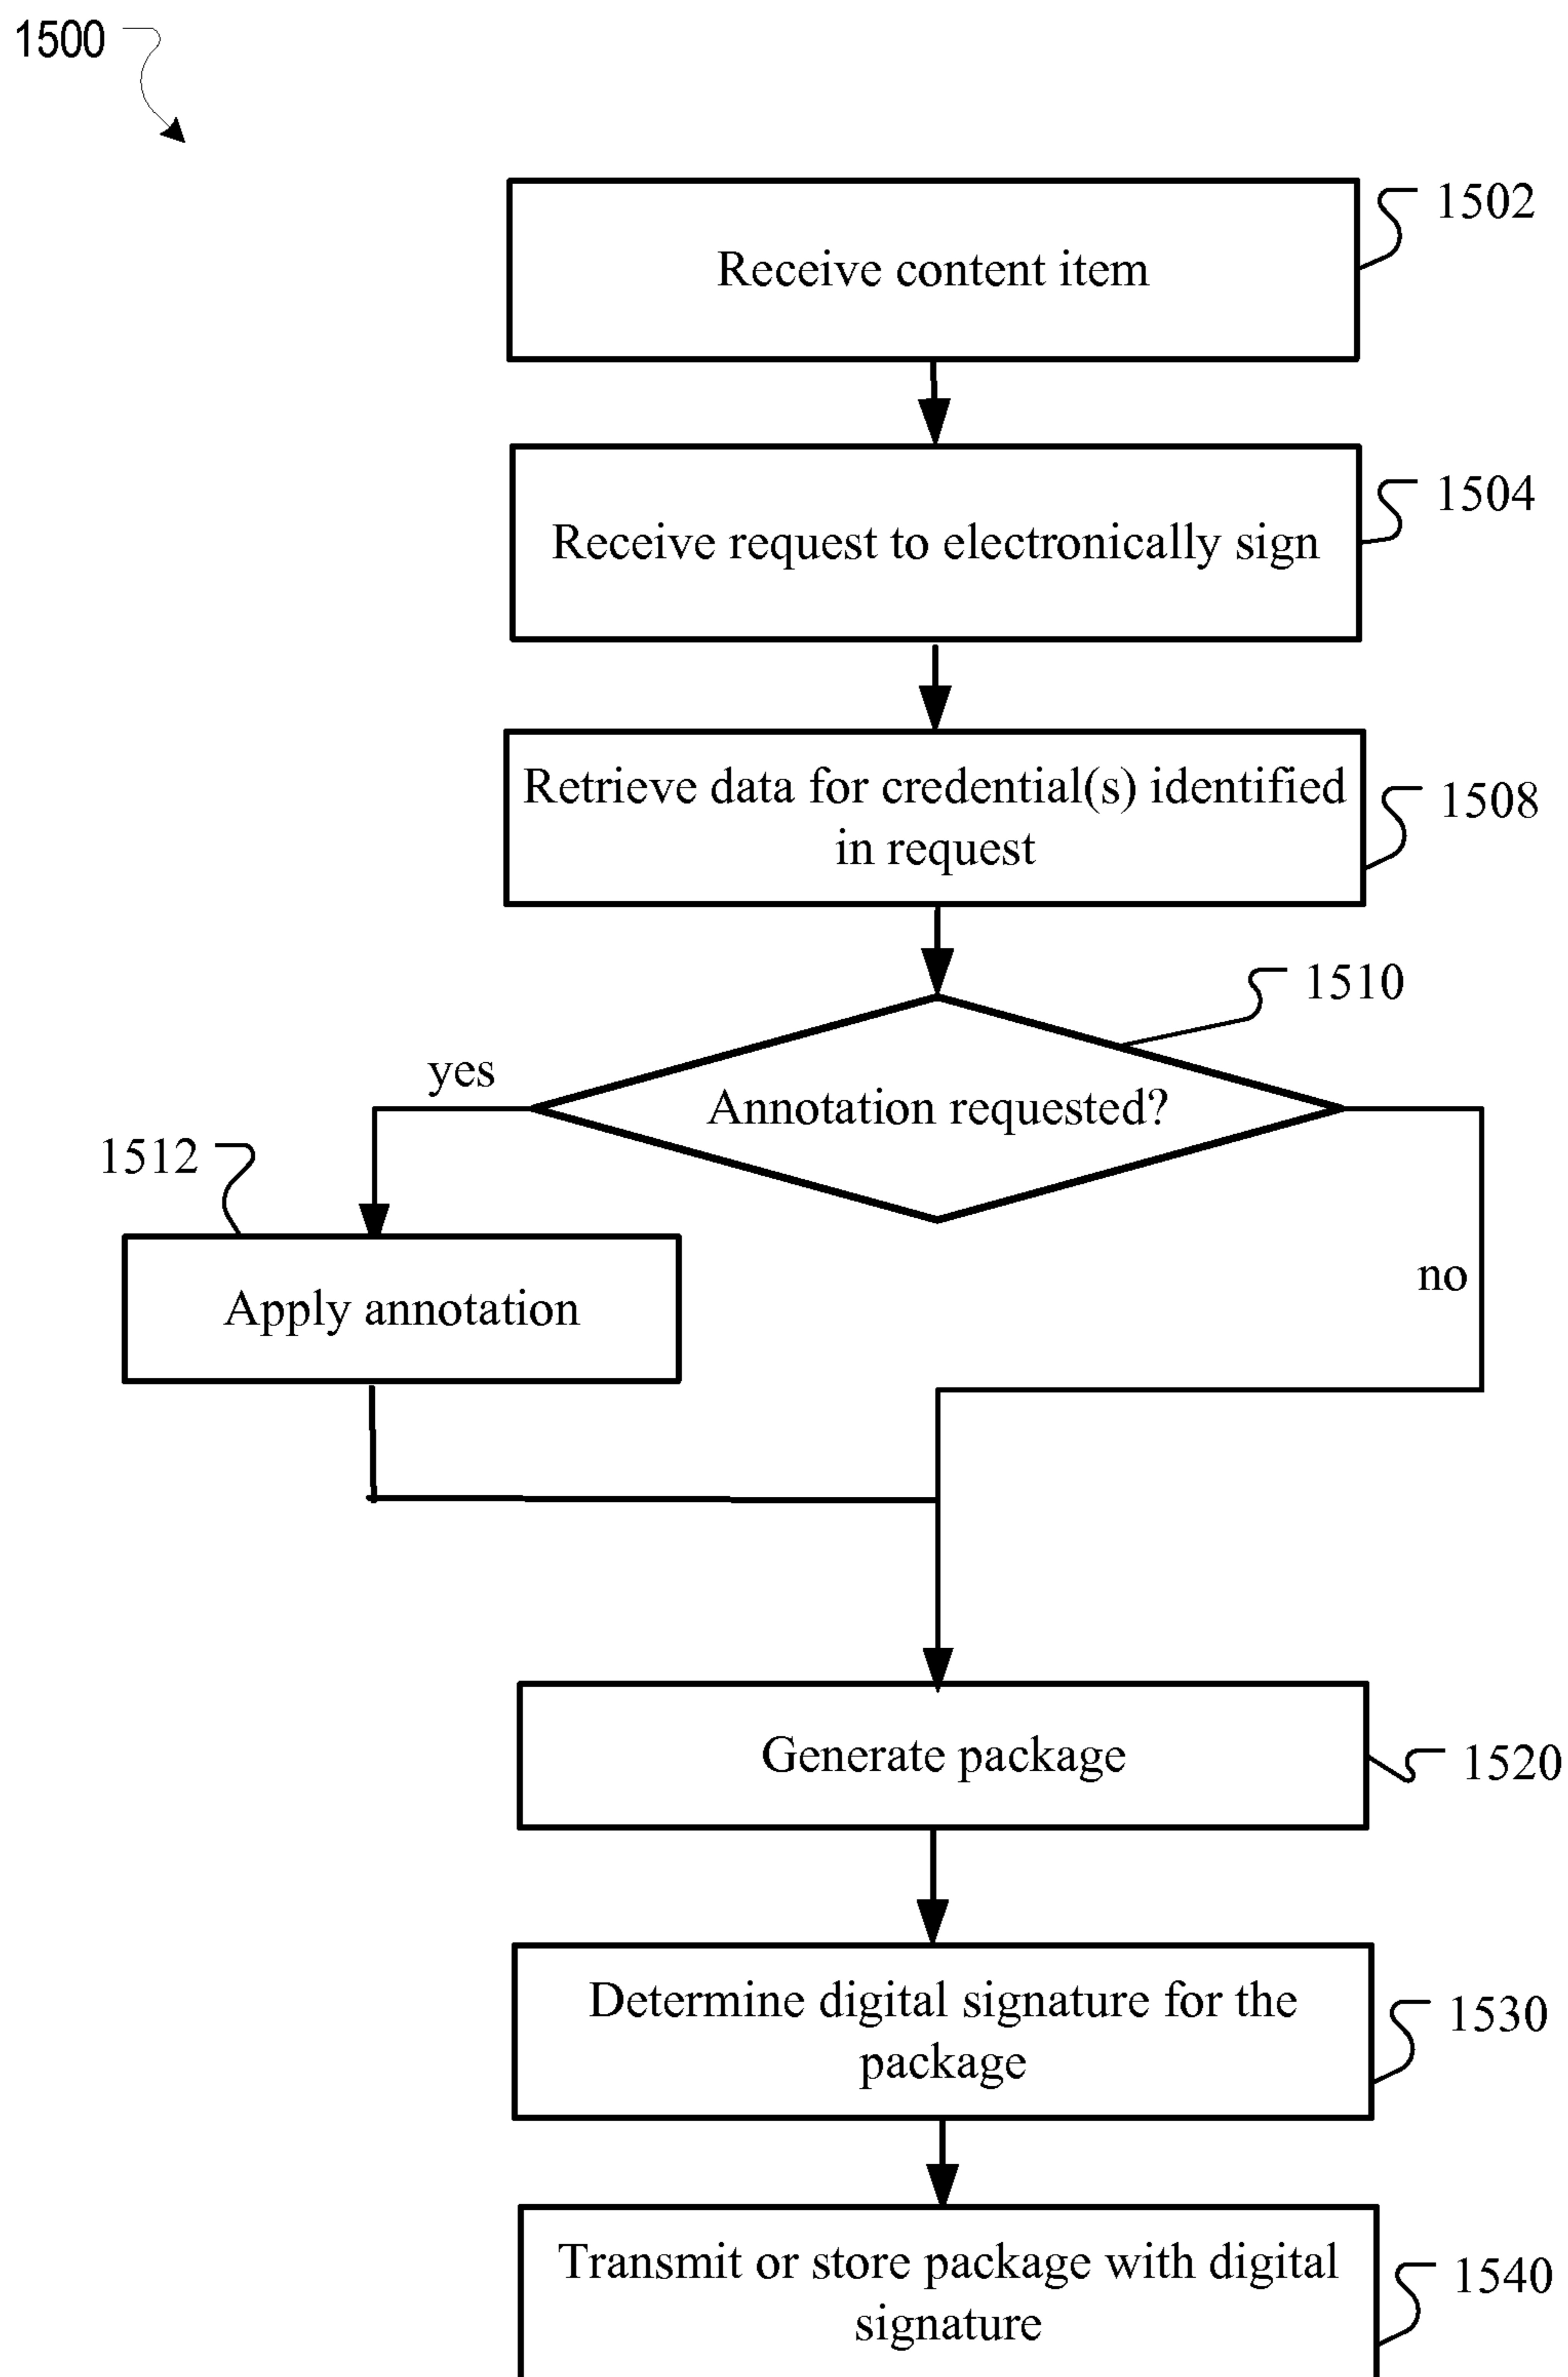 1500
1502
Receive content item
1504
Receive request to electronically sign
Retrieve data for credential(s) identified
in request
1508
1510
yes
Annotation requested?
1512
no
Apply annotation
Generate package
1520
Determine digital signature for the
package
1530
Transmit or store package with digital
signature
1540